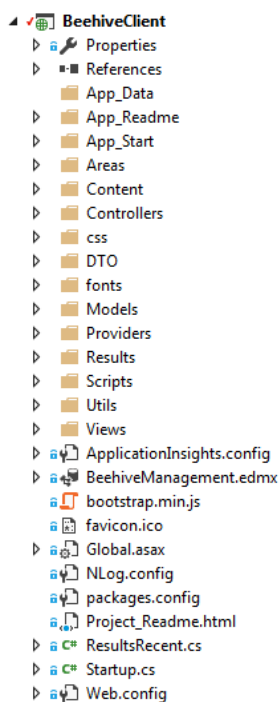 BeehiveClient
Properties
References
App_Data
App_Readme
App_Start
Areas
Content
Controllers
css
DTO
fonts
Models
Providers
Results
Scripts
Utils
Views
ApplicationInsights.config
BeehiveManagement.edmx
bootstrap.min.js
favicon.ico
Global.asax
NLog.config
packages.config
Project_Readme.html
C# ResultsRecent.cs
C# Startup.cs
Web.config